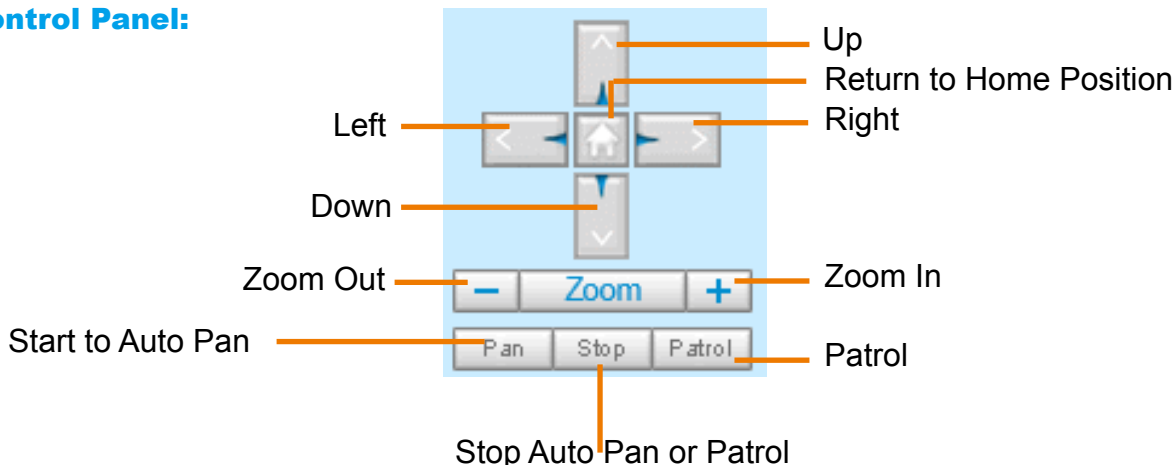 ontrol Panel:
Up
Return to Home Position
Left
Right
Down
Zoom Out
Zoom
Zoom In
Start to Auto Pan
Pan
Stop
Patrol
Patrol
Stop Auto Pan or Patrol